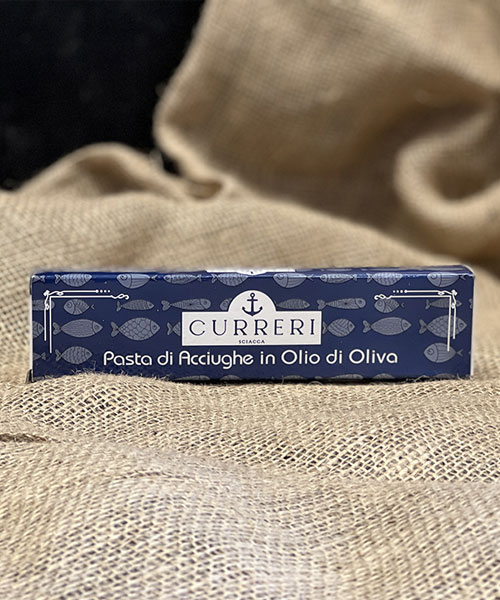 CURRERI
SCIACCA
Pasta di Acciughe in Olio di Oliva